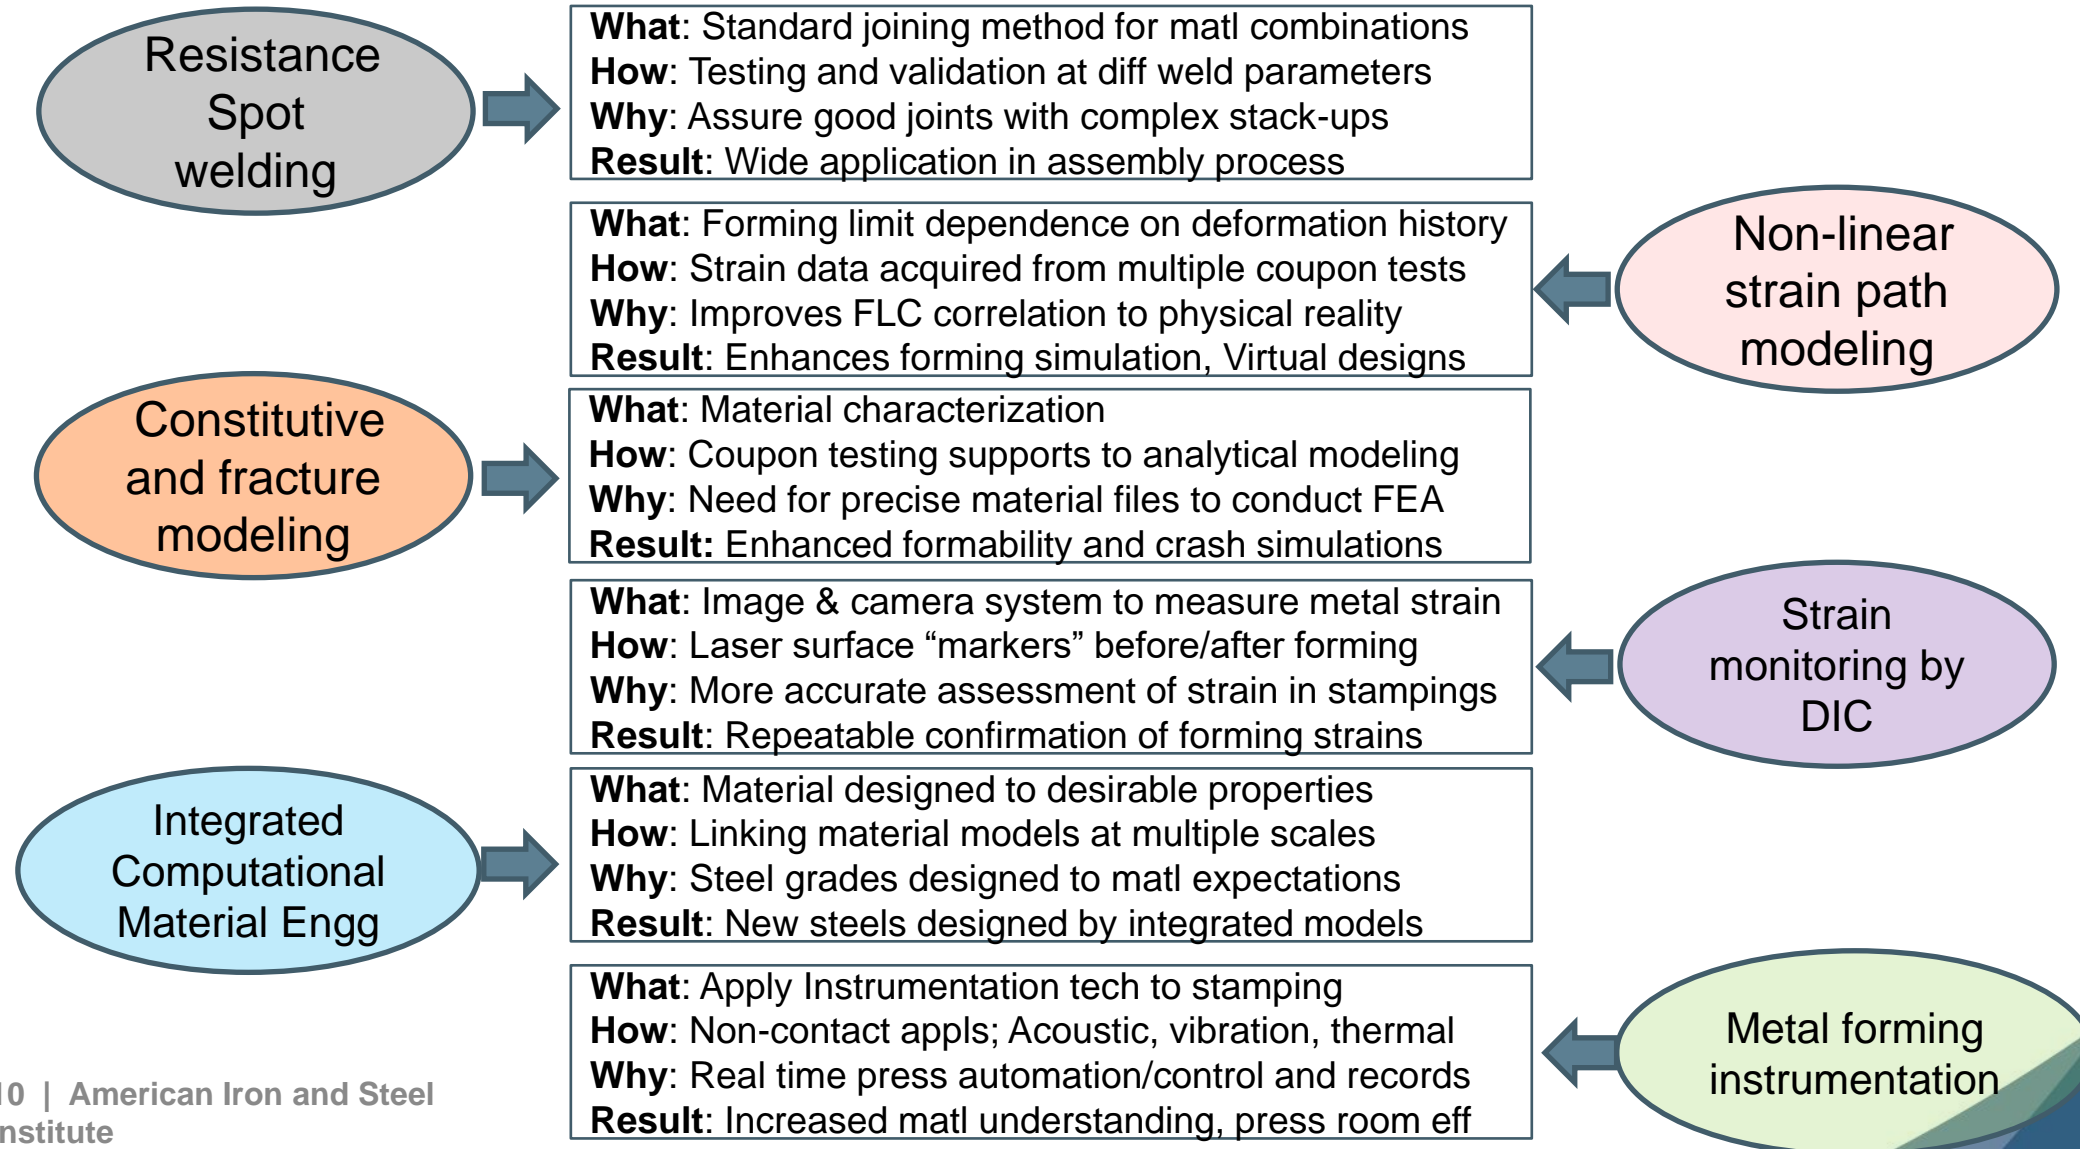 Resistance
Spot
welding
What: Standard joining method for matl combinations
How: Testing and validation at diff weld parameters
Why: Assure good joints with complex stack-ups
Result: Wide application in assembly process
What: Forming limit dependence on deformation history
How: Strain data acquired from multiple coupon tests
Why: Improves FLC correlation to physical reality
Result: Enhances forming simulation, Virtual designs
Non-linear
strain path
modeling
Constitutive
and fracture
modeling
What: Material characterization
How: Coupon testing supports to analytical modeling
Why: Need for precise material files to conduct FEA
Result: Enhanced formability and crash simulations
What: Image & camera system to measure metal strain
How: Laser surface “markers” before/after forming
Why: More accurate assessment of strain in stampings
Result: Repeatable confirmation of forming strains
Strain
monitoring by
DIC
Integrated
Computational
Material Engg
What: Material designed to desirable properties
How: Linking material models at multiple scales
Why: Steel grades designed to matl expectations
Result: New steels designed by integrated models
What: Apply Instrumentation tech to stamping
How: Non-contact appls; Acoustic, vibration, thermal
Why: Real time press automation/control and records
Result: Increased matl understanding, press room eff
Metal forming
instrumentation
10 | American Iron and Steel
nstitute